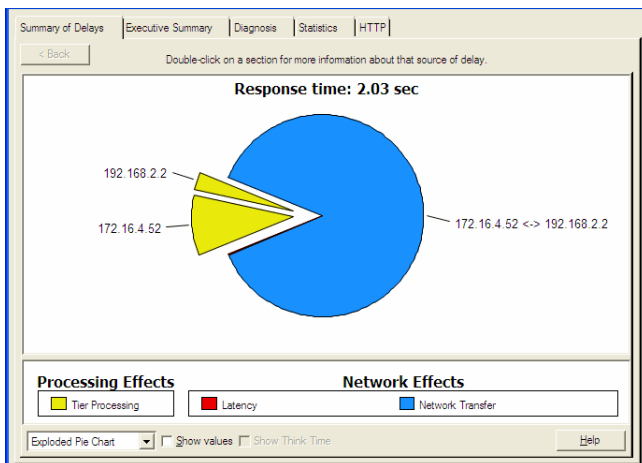 Summary of Delays Executive Summary Diagnosis Statistics HTTP
< Back Double-click on a section for more information about that source of delay.
Response time: 2.03 sec
192.168.2.2
172.16.4.52
172.16.4.52 <-> 192.168.2.2
Processing Effects Network Effects
Tier Processing Latency Network Transfer
Exploded Pie Chart Show values Show Think Time Help